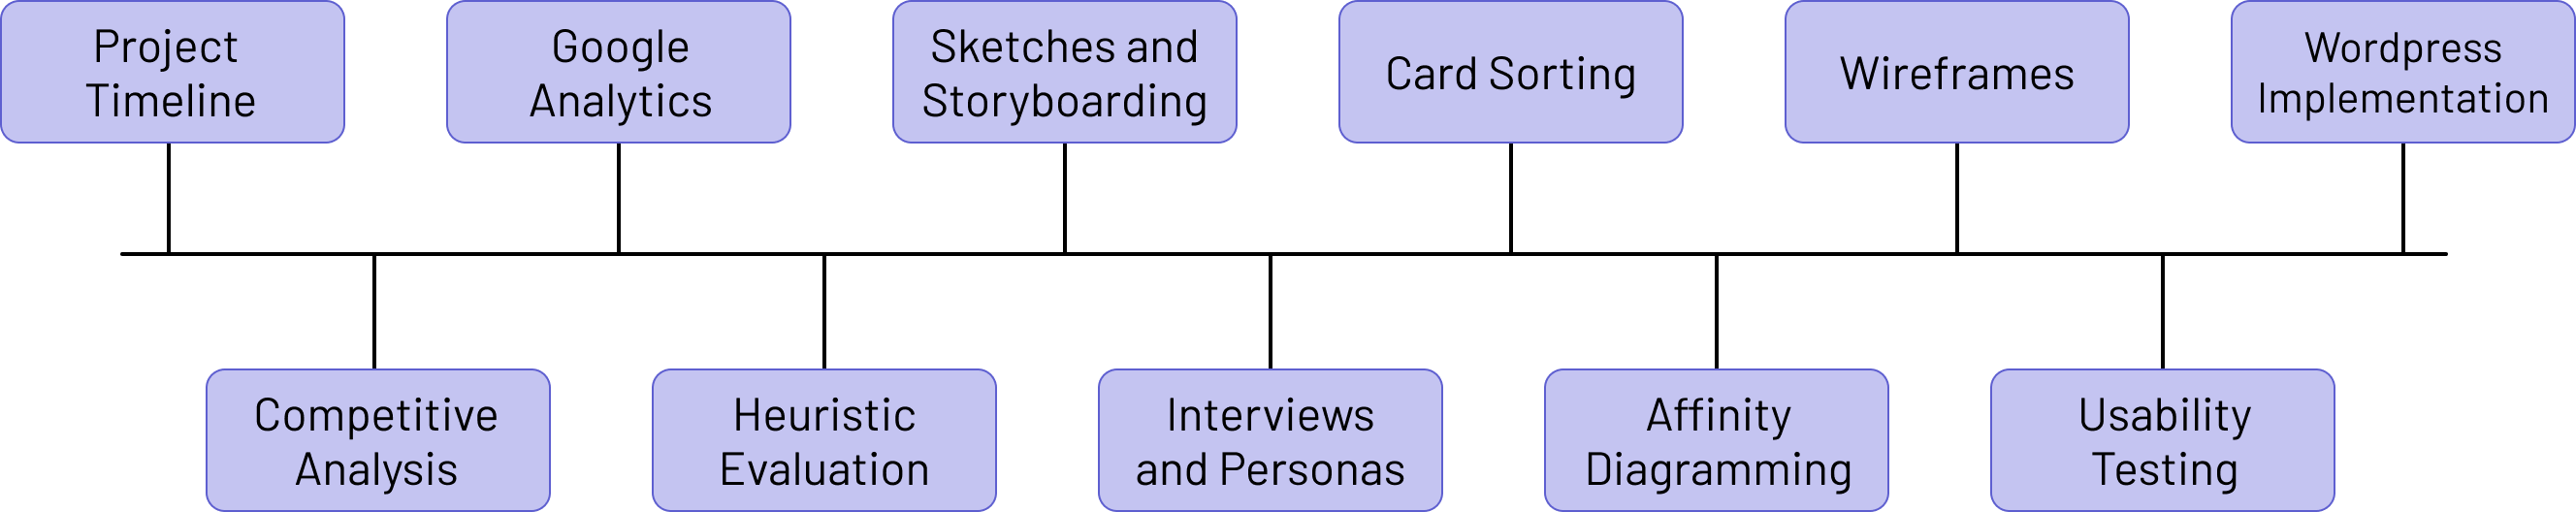 Project
Timeline
Google
Analytics
Sketches and
Storyboarding
Card Sorting
Wireframes
Wordpress
Implementation
Competitive
Analysis
Heuristic
Evaluation
Interviews
and Personas
Affinity
Diagramming
Usability
Testing